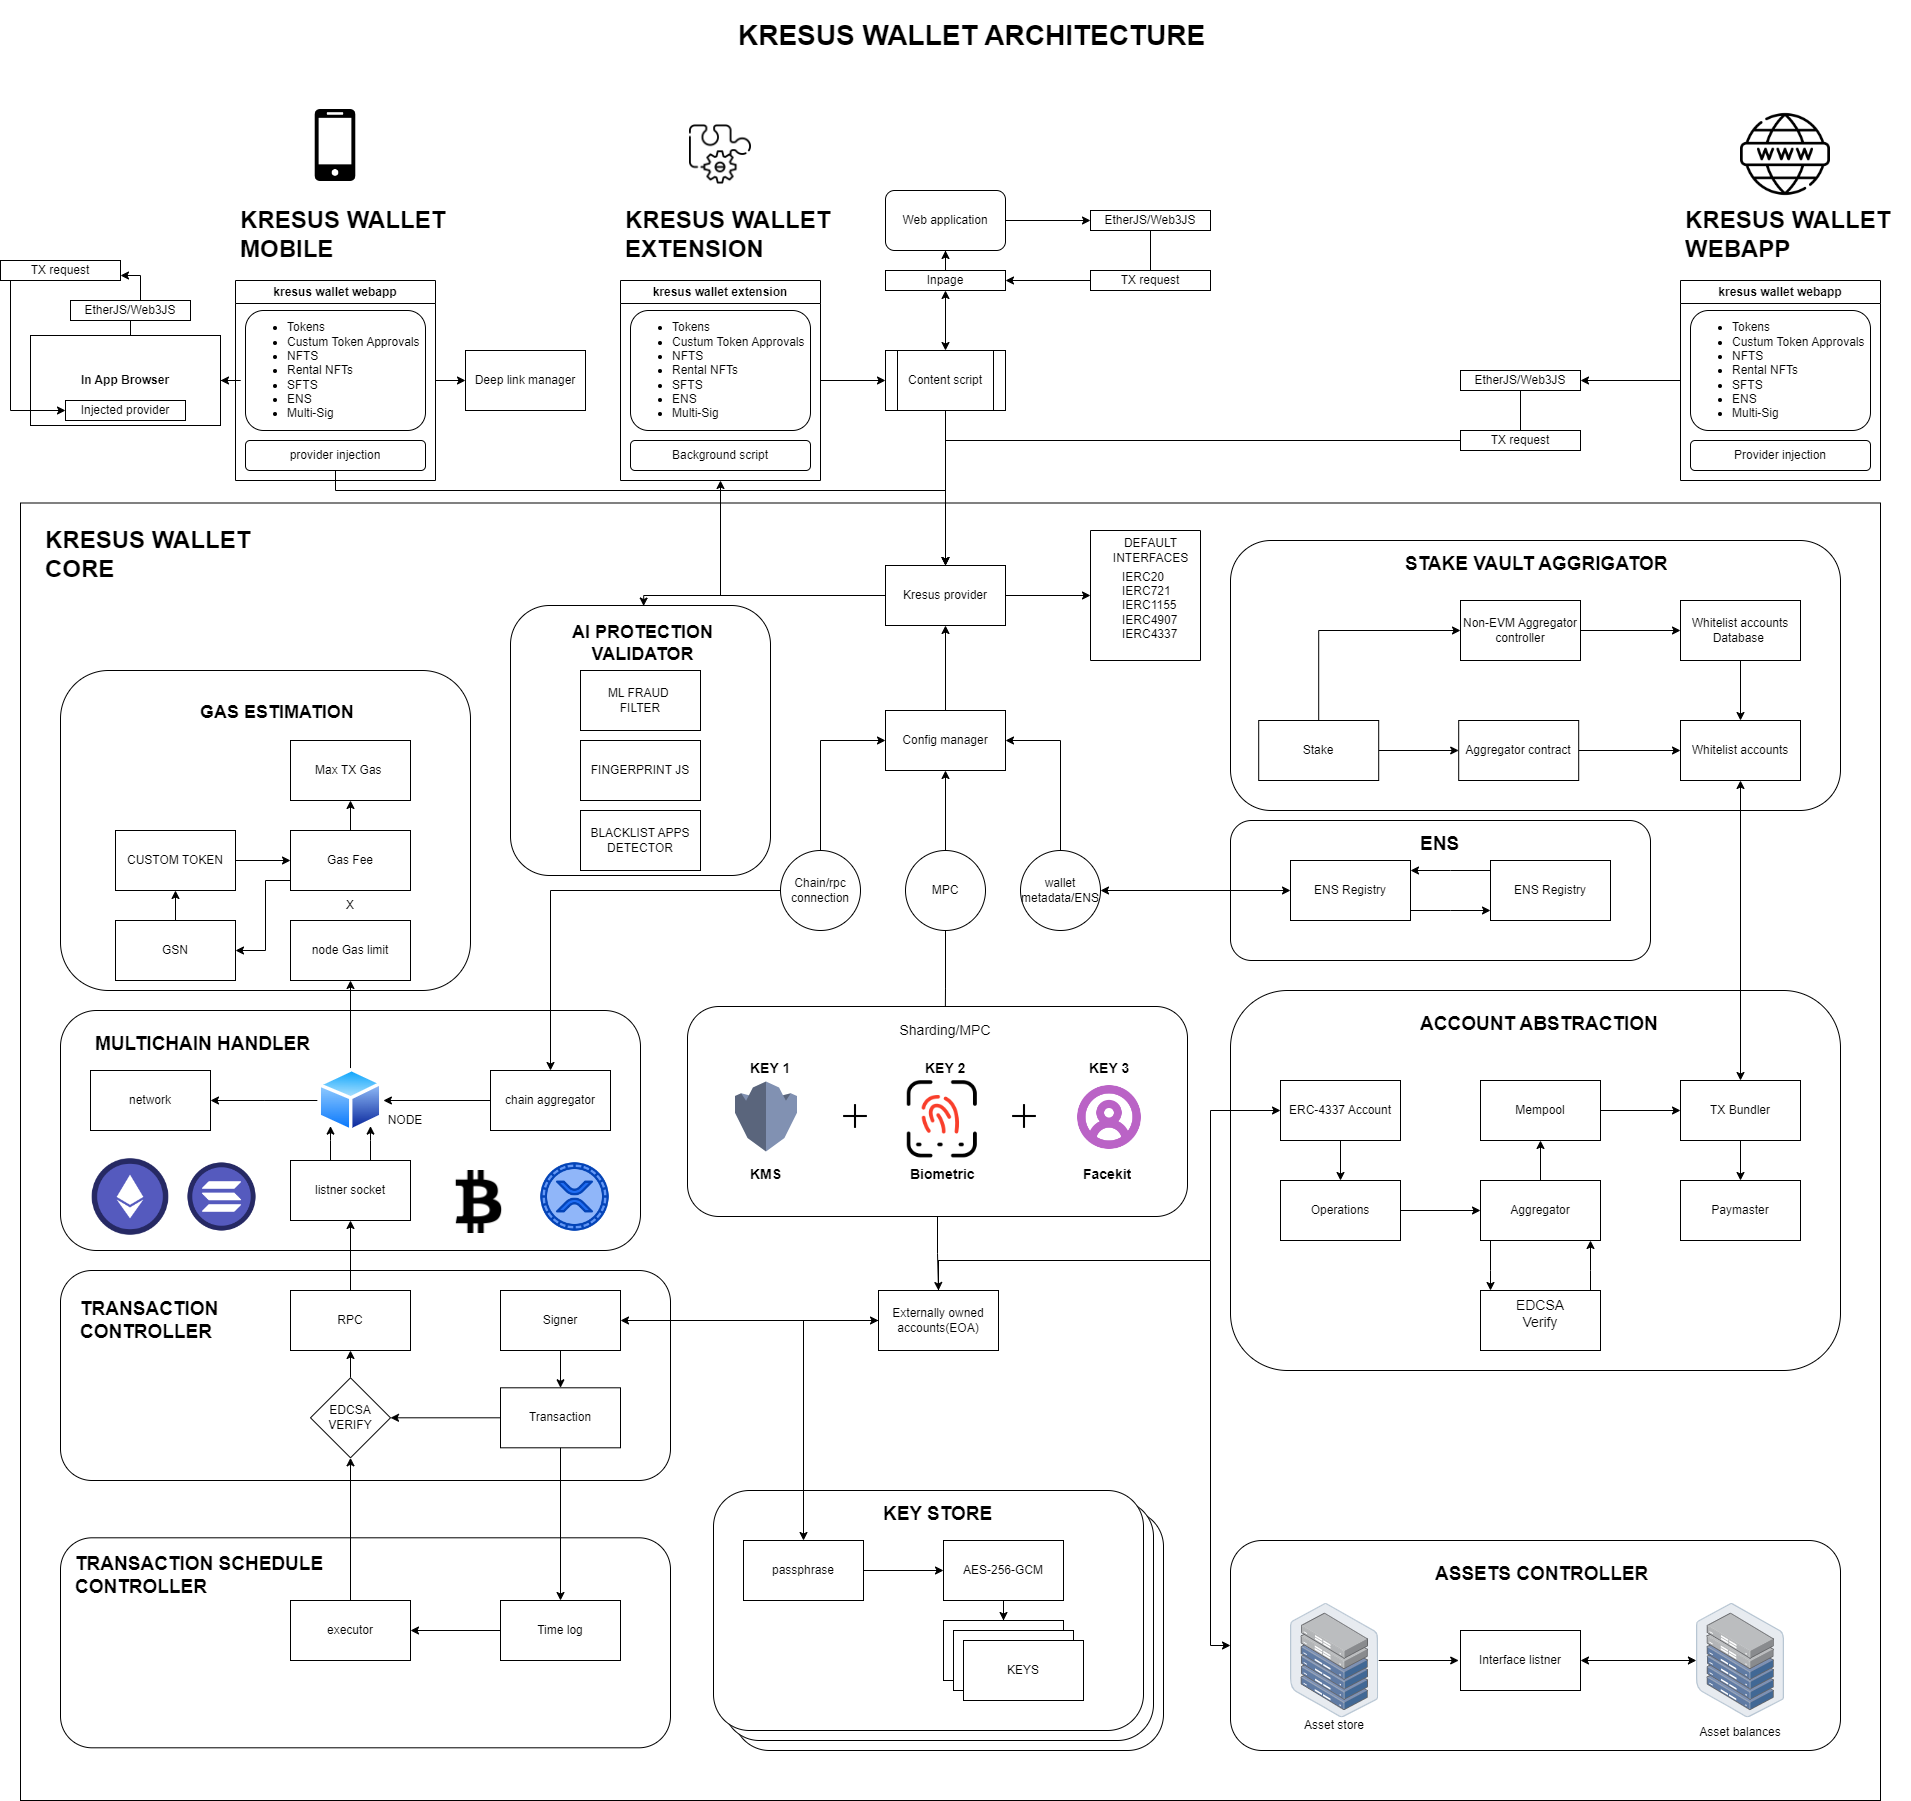 KRESUS WALLET ARCHITECTURE
KRESUS WALLET
MOBILE
KRESUS WALLET
EXTENSION
WWW
KRESUS WALLET
WEBAPP
Web application
EtherJS/Web3JS
Inpage
TX request
TX request
EtherJS/Web3JS
In App Browser
Injected provider
kresus wallet webapp
Tokens
Custum Token Approvals
NFTS
Rental NFTs
SFTS
ENS
Multi-Sig
provider injection
Deep link manager
kresus wallet extension
Tokens
Custum Token Approvals
NFTS
Rental NFTs
SFTS
ENS
Multi-Sig
Background script
Content script
EtherJS/Web3JS
TX request
kresus wallet webapp
Tokens
Custum Token Approvals
NFTS
Rental NFTs
SFTS
ENS
Multi-Sig
Provider injection
KRESUS WALLET
CORE
Kresus provider
DEFAULT
INTERFACES
IERC20
IERC721
IERC1155
IERC4907
IERC4337
STAKE VAULT AGGRIGATOR
Non-EVM Aggregator
controller
Whitelist accounts
Database
Stake
Aggregator contract
Whitelist accounts
AI PROTECTION
VALIDATOR
ML FRAUD
FILTER
FINGERPRINT JS
BLACKLIST APPS
DETECTOR
Config manager
GAS ESTIMATION
Max TX Gas
CUSTOM TOKEN
Gas Fee
X
GSN
node Gas limit
Chain/rpc
connection
MPC
wallet
metadata/ENS
ENS
ENS Registry
ENS Registry
MULTICHAIN HANDLER
network
NODE
chain aggregator
listner socket
Sharding/MPC
KEY 1
KEY 2
KEY 3
KMS
Biometric
Facekit
ACCOUNT ABSTRACTION
ERC-4337 Account
Mempool
TX Bundler
Operations
Aggregator
Paymaster
EDCSA
Verify
TRANSACTION
CONTROLLER
RPC
Signer
EDCSA
VERIFY
Transaction
Externally owned
accounts(EOA)
TRANSACTION SCHEDULE
CONTROLLER
executor
Time log
KEY STORE
passphrase
AES-256-GCM
KEYS
ASSETS CONTROLLER
Interface listner
Asset store
Asset balances